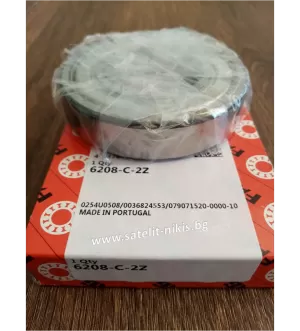 1 Qty
6208-C-2Z
0254U0508/0036824553/079071520-0000-10
MADE IN PORTUGAL
www.satelit-nikis.bg
1 Qty
6208-C-2Z